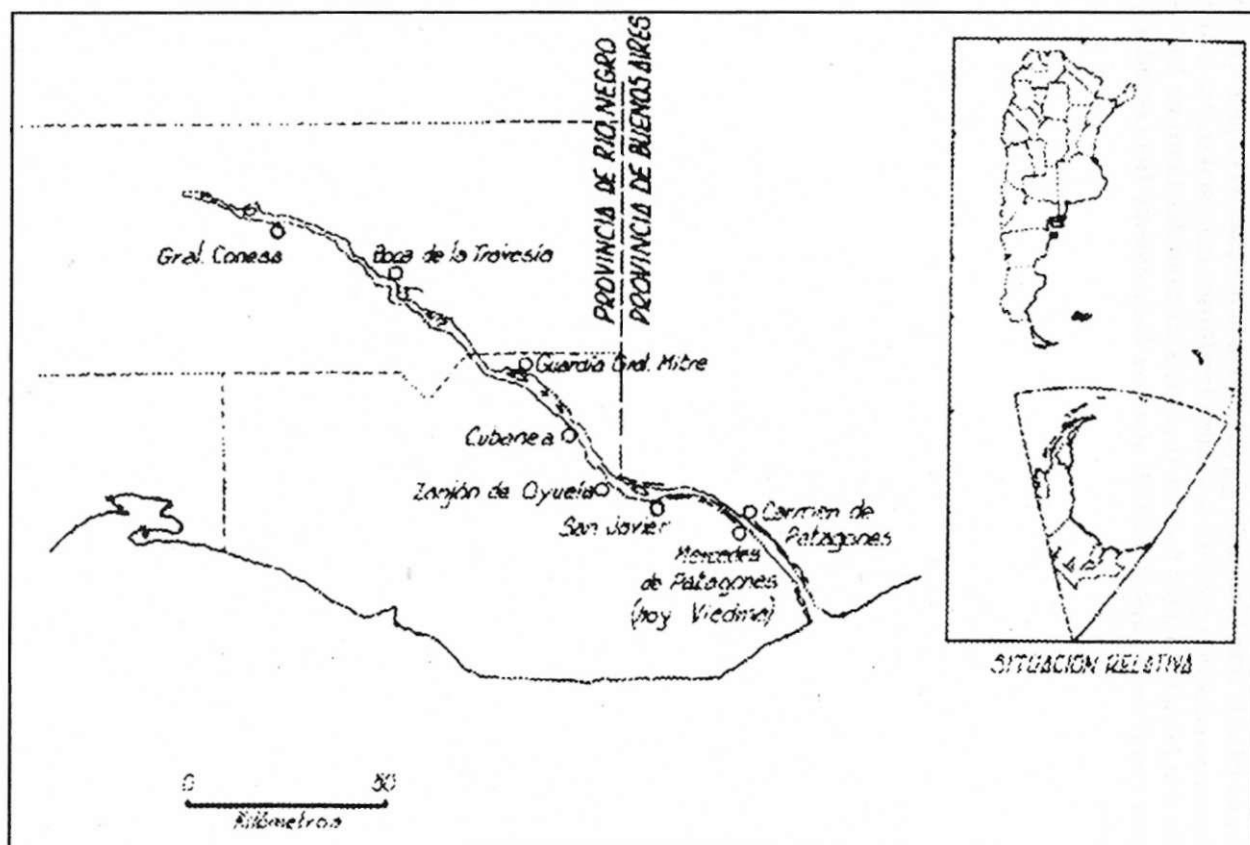 PROVINCIA DE RIO NEGRO
PROVINCIA DE BUENOS AIRES
Gral. Conesa
Boca de la Travesía
Guardia Gral. Mitre
Cubanea
Zanjón de Oyuela
San Javier
Carmen de
Patagones
Mercedes
de Patagones
(hoy Viedma)
SITUACION RELATIVA
0 50
Kilómetros